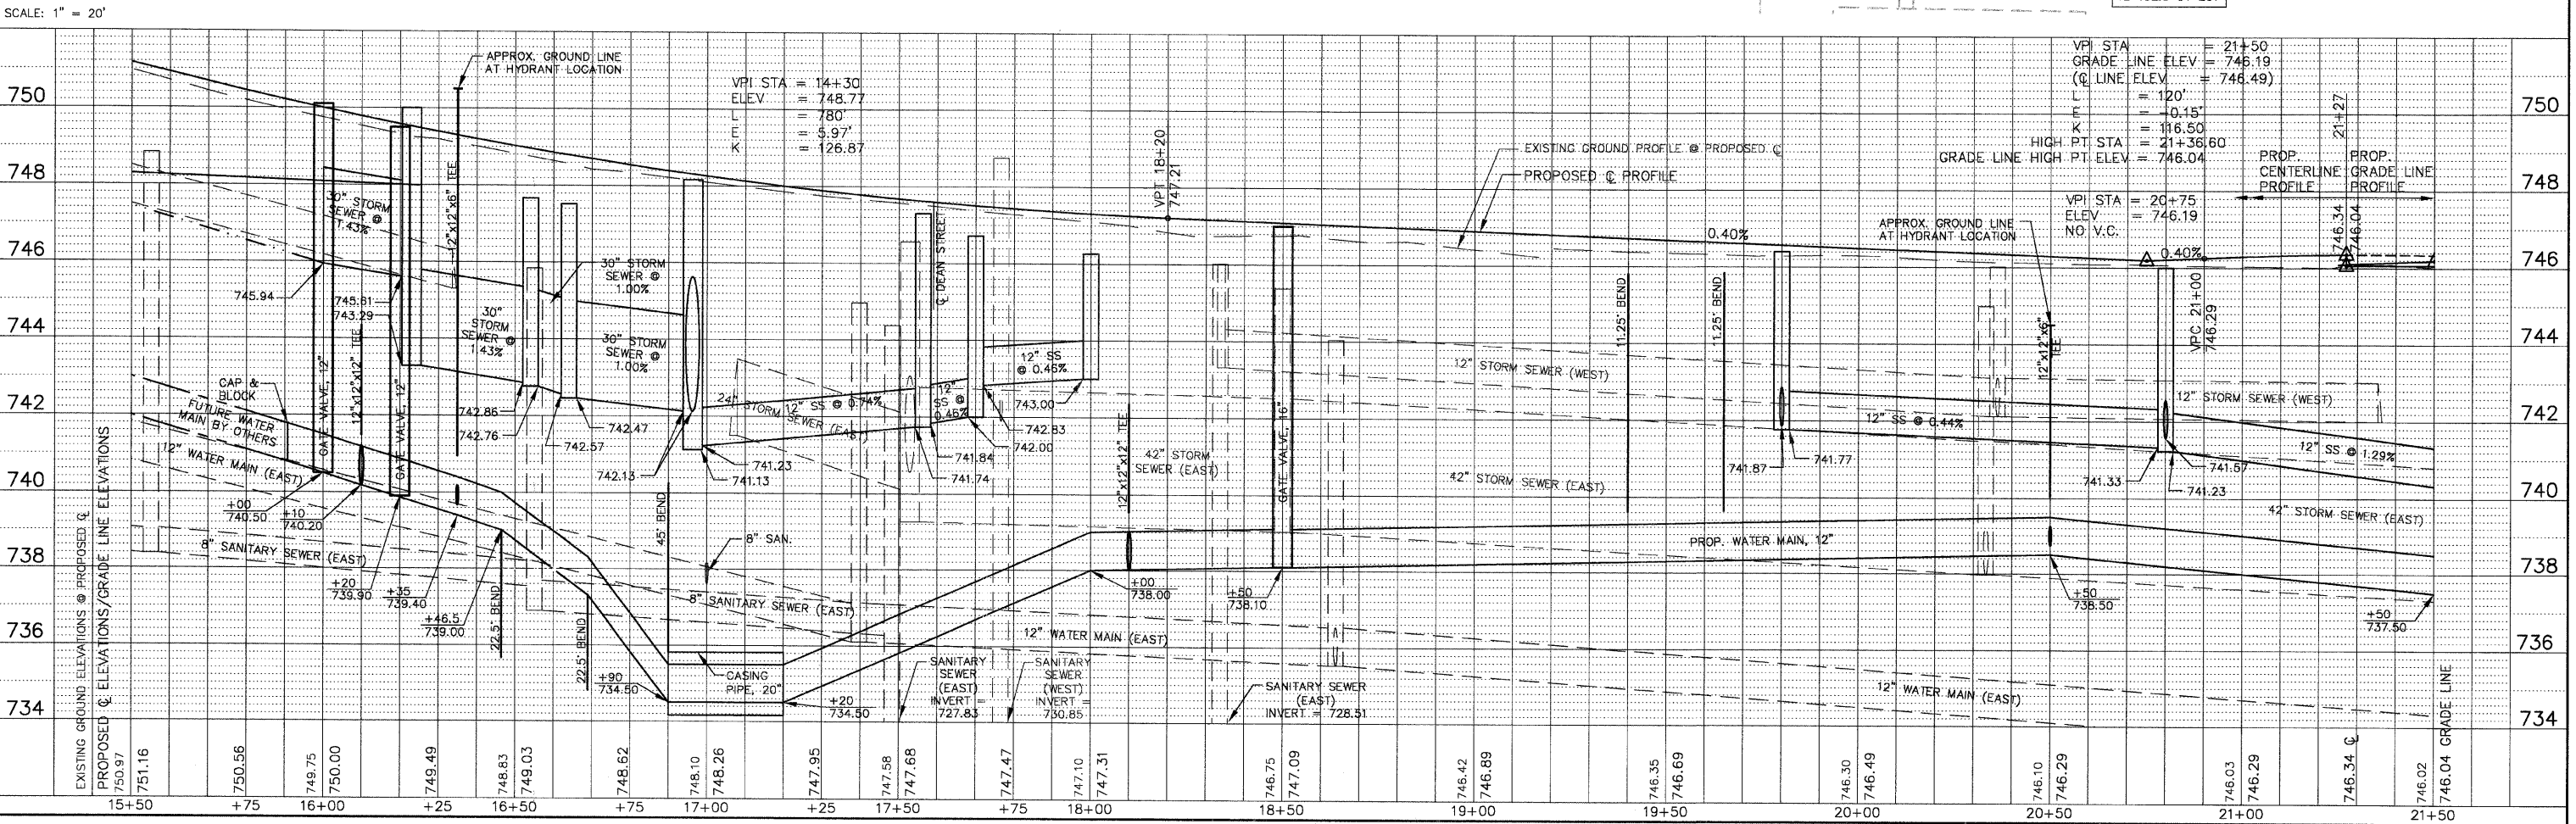 SCALE: 1" = 20'
750
748
746
744
742
740
738
736
734
APPROX. GROUND LINE
AT HYDRANT LOCATION
VPI STA = 14+30
ELEV = 748.77
L = 780'
E = 5.97'
K = 126.87
VPT 18+20
747.21
EXISTING GROUND PROFILE @ PROPOSED ℄
PROPOSED ℄ PROFILE
0.40%
VPI STA = 21+50
GRADE LINE ELEV = 746.19
(℄ LINE ELEV = 746.49)
L = 120'
E = -0.15'
K = 116.50
HIGH PT STA = 21+36.60
GRADE LINE HIGH PT ELEV = 746.04
21+27
PROP.
CENTERLINE
PROFILE
PROP.
GRADE LINE
PROFILE
VPI STA = 20+75
ELEV = 746.19
NO V.C.
APPROX. GROUND LINE
AT HYDRANT LOCATION
0.40%
746.34
746.04
VPC 21+00
746.29
750
748
746
744
742
740
738
736
734
30" STORM
SEWER @
1.43%
12"x12"x6" TEE
745.94
745.61
743.29
30"
STORM
SEWER @
1.43%
30" STORM
SEWER @
1.00%
30" STORM
SEWER @
1.00%
CAP &
BLOCK
FUTURE WATER
MAIN BY OTHERS
GATE VALVE, 12"
12"x12"x12" TEE
GATE VALVE, 12"
12" WATER MAIN (EAST)
8" SANITARY SEWER (EAST)
742.86
742.76
742.57
742.47
742.13
741.23
741.13
24" STORM SEWER (EAST)
12" SS @ 0.74%
℄ DEAN STREET
12"
SS @
0.46%
12" SS
@ 0.46%
743.00
742.83
742.00
741.84
741.74
42" STORM
SEWER (EAST)
12"x12"x12" TEE
GATE VALVE, 16"
12" STORM SEWER (WEST)
42" STORM SEWER (EAST)
11.25° BEND
11.25° BEND
741.87
741.77
12" SS @ 0.44%
12"x12"x6"
TEE
12" STORM SEWER (WEST)
12" SS @ 1.29%
741.57
741.33
741.23
42" STORM SEWER (EAST)
+00
740.50
+10
740.20
+20
739.90
+35
739.40
+46.5
739.00
22.5° BEND
22.5° BEND
45° BEND
8" SAN.
8" SANITARY SEWER (EAST)
+90
734.50
CASING
PIPE, 20"
+20
734.50
SANITARY
SEWER
(EAST)
INVERT =
727.83
SANITARY
SEWER
(WEST)
INVERT =
730.85
12" WATER MAIN (EAST)
+00
738.00
+50
738.10
SANITARY SEWER
(EAST)
INVERT = 728.51
PROP. WATER MAIN, 12"
12" WATER MAIN (EAST)
+50
738.50
+50
737.50
EXISTING GROUND ELEVATIONS @ PROPOSED ℄
PROPOSED ℄ ELEVATIONS/GRADE LINE ELEVATIONS
750.97
751.16
750.56
749.75
750.00
749.49
748.83
749.03
748.62
748.10
748.26
747.95
747.58
747.68
747.47
747.10
747.31
746.75
747.09
746.42
746.89
746.35
746.69
746.30
746.49
746.10
746.29
746.03
746.29
746.34 ℄
746.02
746.04 GRADE LINE
15+50
+75
16+00
+25
16+50
+75
17+00
+25
17+50
+75
18+00
18+50
19+00
19+50
20+00
20+50
21+00
21+50